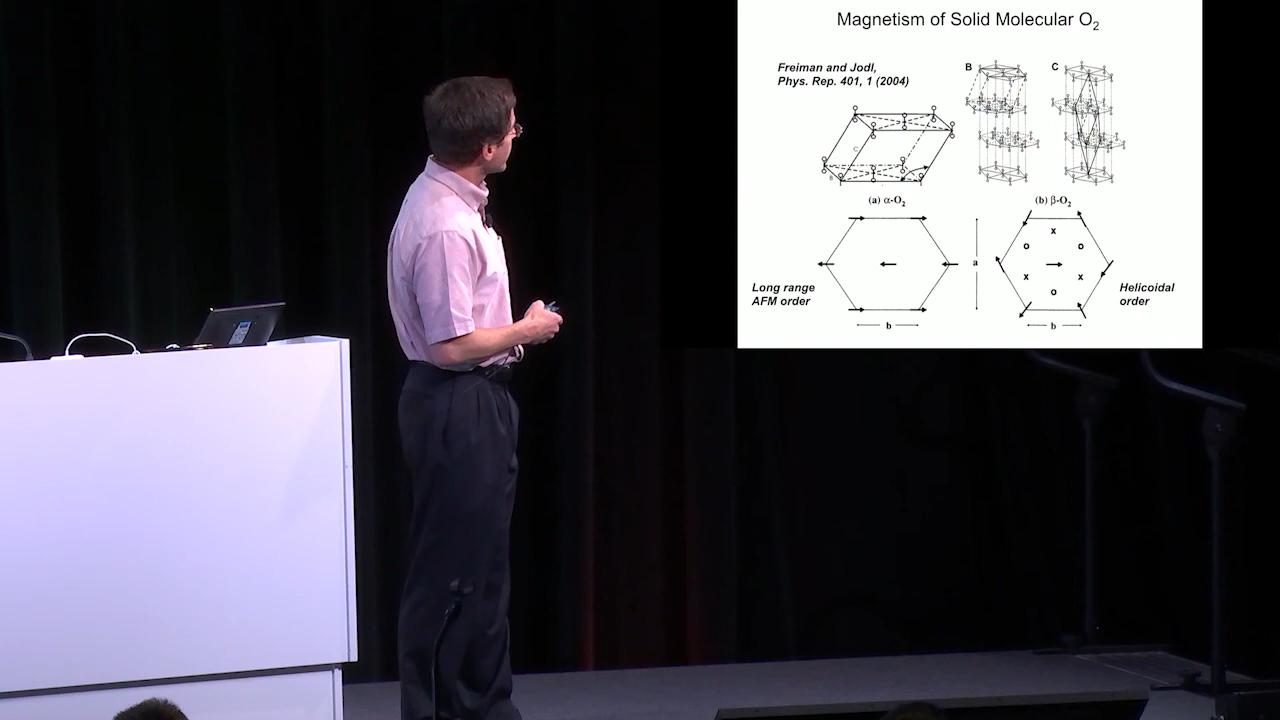 Magnetism of Solid Molecular O2
Freiman and Jodl,
Phys. Rep. 401, 1 (2004)
B
C
C
B
(a) α-O2
(b) β-O2
x
o
o
a
x
x
o
Long range
AFM order
Helicoidal
order
b
b